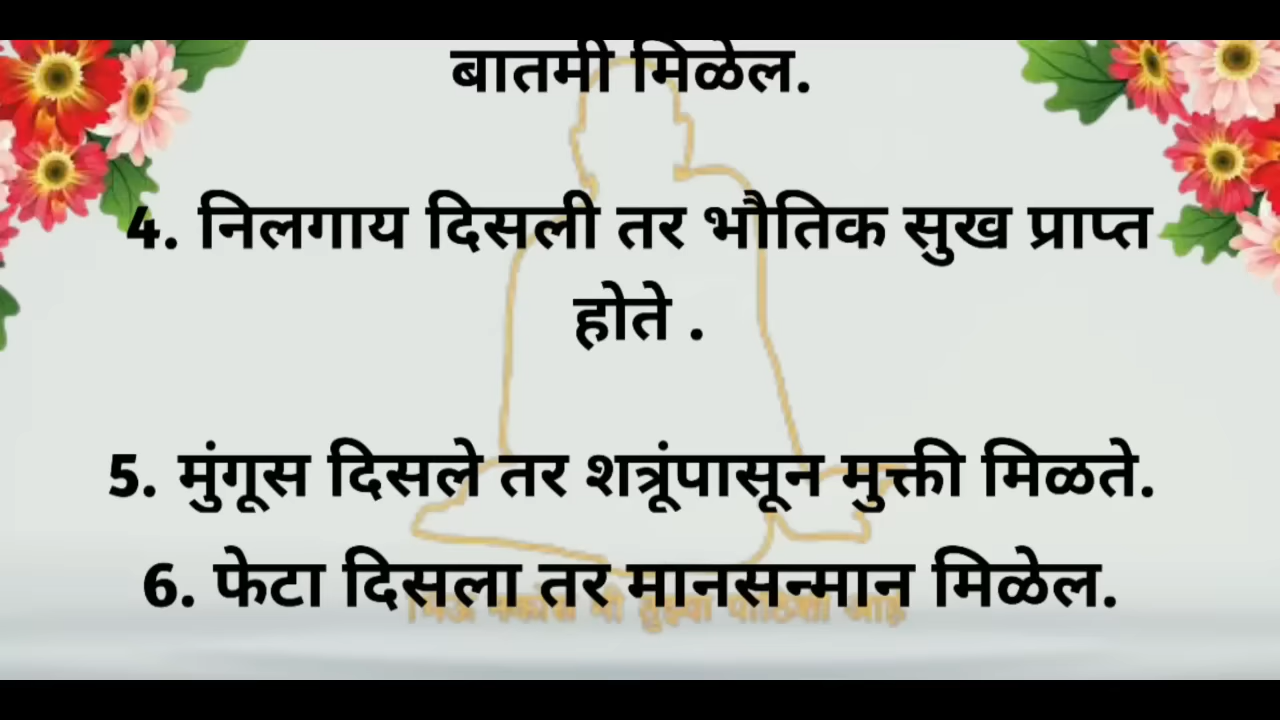 बातमी मिळेल.
4. निलगाय दिसली तर भौतिक सुख प्राप्त
होते .
5. मुंगूस दिसले तर शत्रूंपासून मुक्ती मिळते.
6. फेटा दिसला तर मानसन्मान मिळेल.